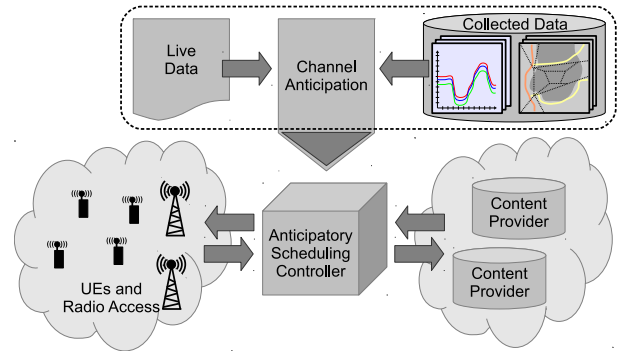 Collected Data
Live
Data
Channel
Anticipation
Content
Provider
Anticipatory
Scheduling
Controller
Content
Provider
UEs and
Radio Access